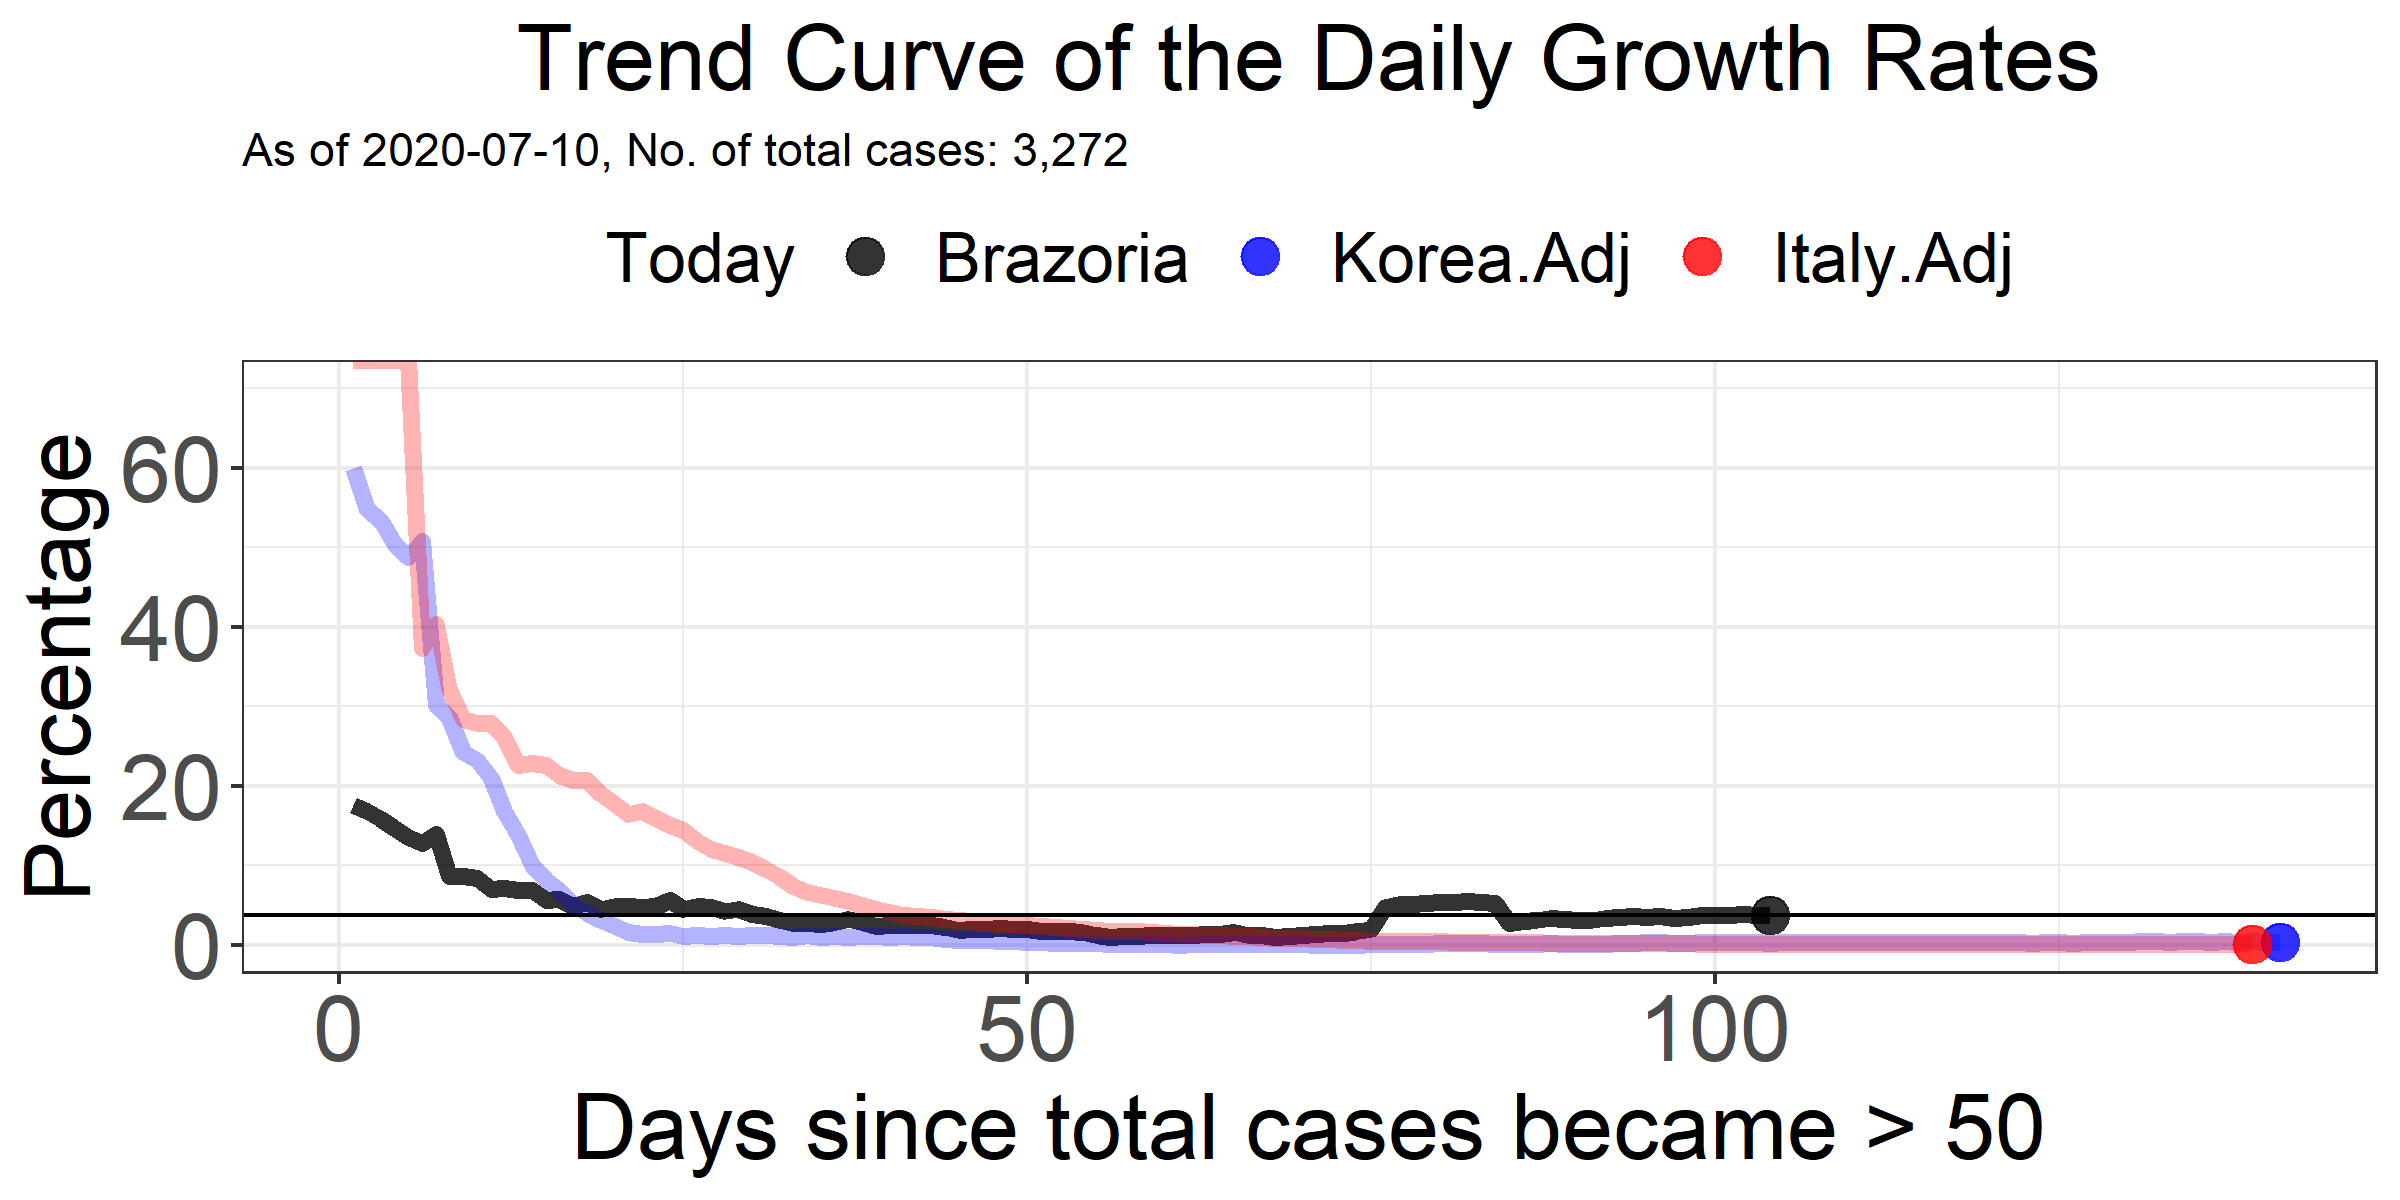 Trend Curve of the Daily Growth Rates
As of 2020-07-10, No. of total cases: 3,272
Today Brazoria Korea.Adj Italy.Adj
Percentage
60
40
20
0
0 50 100
Days since total cases became > 50